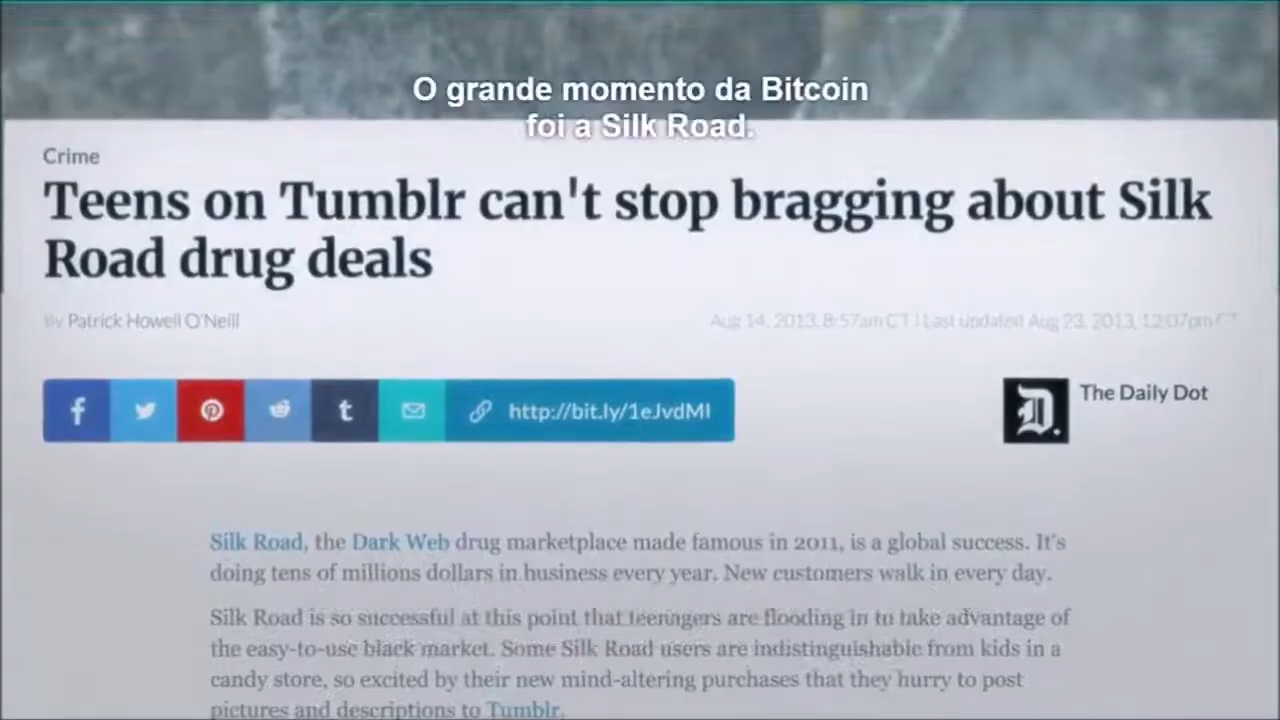 O grande momento da Bitcoin
foi a Silk Road.
Crime
Teens on Tumblr can't stop bragging about Silk
Road drug deals
By Patrick Howell O'Neill
Aug 14, 2013, 8:57am CT | Last updated Aug 23, 2013, 12:07pm CT
f
t
http://bit.ly/1eJvdMI
D.
The Daily Dot
Silk Road, the Dark Web drug marketplace made famous in 2011, is a global success. It's
doing tens of millions dollars in business every year. New customers walk in every day.
Silk Road is so successful at this point that teenagers are flooding in to take advantage of
the easy-to-use black market. Some Silk Road users are indistinguishable from kids in a
candy store, so excited by their new mind-altering purchases that they hurry to post
pictures and descriptions to Tumblr.